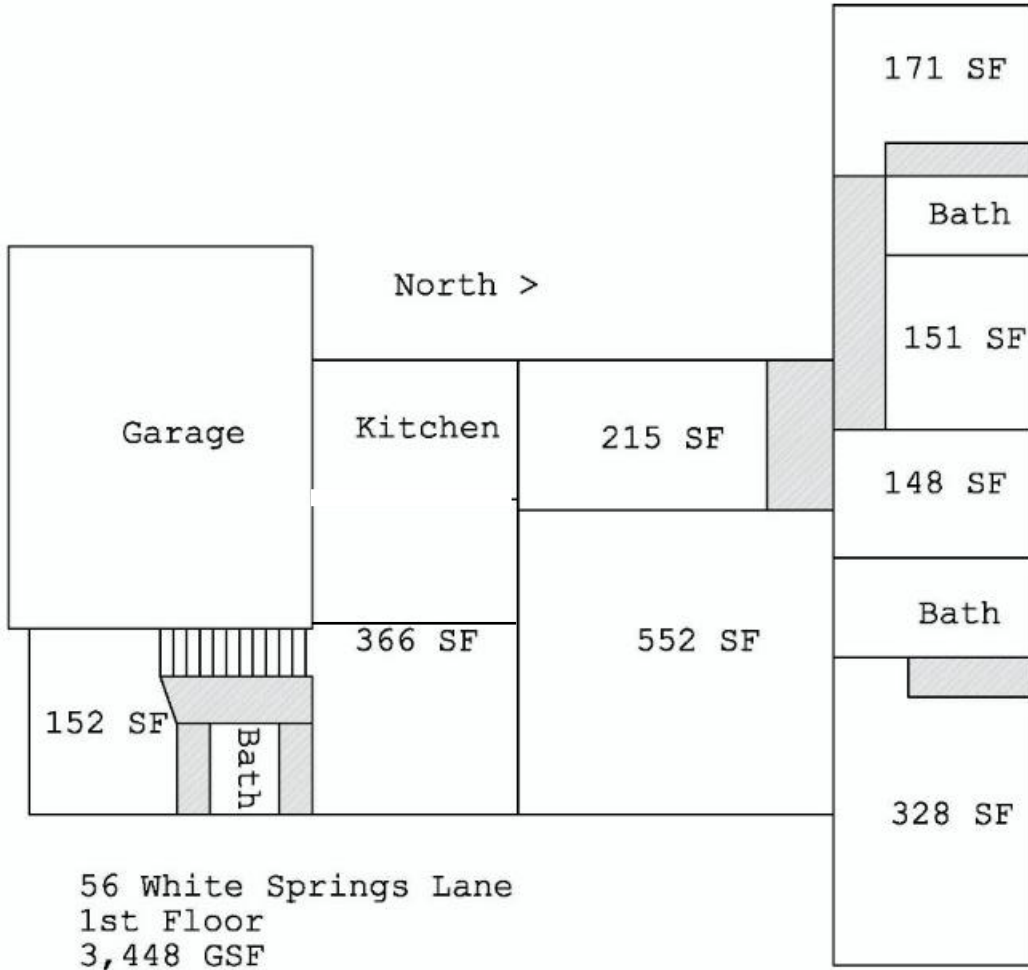 171 SF
Bath
North >
151 SF
Garage
Kitchen
215 SF
148 SF
Bath
366 SF
552 SF
152 SF
Bath
328 SF
56 White Springs Lane
1st Floor
3,448 GSF